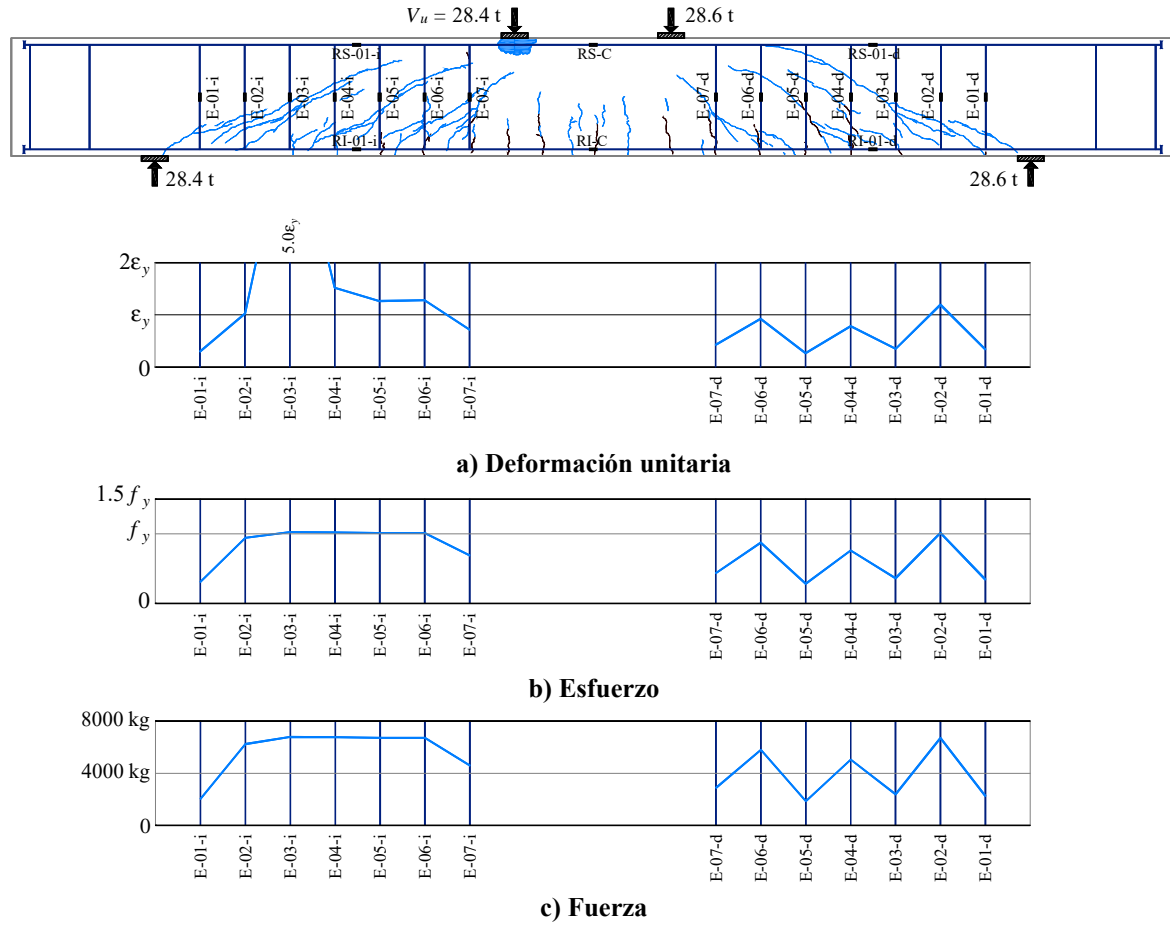 V_u = 28.4 t
28.6 t
RS-01-i
RS-C
RS-01-d
E-01-i
E-02-i
E-03-i
E-04-i
E-05-i
E-06-i
E-07-i
E-07-d
E-06-d
E-05-d
E-04-d
E-03-d
E-02-d
E-01-d
RI-01-i
RI-C
RI-01-d
28.4 t
28.6 t
5.0ε_y
2ε_y
ε_y
0
E-01-i
E-02-i
E-03-i
E-04-i
E-05-i
E-06-i
E-07-i
E-07-d
E-06-d
E-05-d
E-04-d
E-03-d
E-02-d
E-01-d
a) Deformación unitaria
1.5 f_y
f_y
0
E-01-i
E-02-i
E-03-i
E-04-i
E-05-i
E-06-i
E-07-i
E-07-d
E-06-d
E-05-d
E-04-d
E-03-d
E-02-d
E-01-d
b) Esfuerzo
8000 kg
4000 kg
0
E-01-i
E-02-i
E-03-i
E-04-i
E-05-i
E-06-i
E-07-i
E-07-d
E-06-d
E-05-d
E-04-d
E-03-d
E-02-d
E-01-d
c) Fuerza